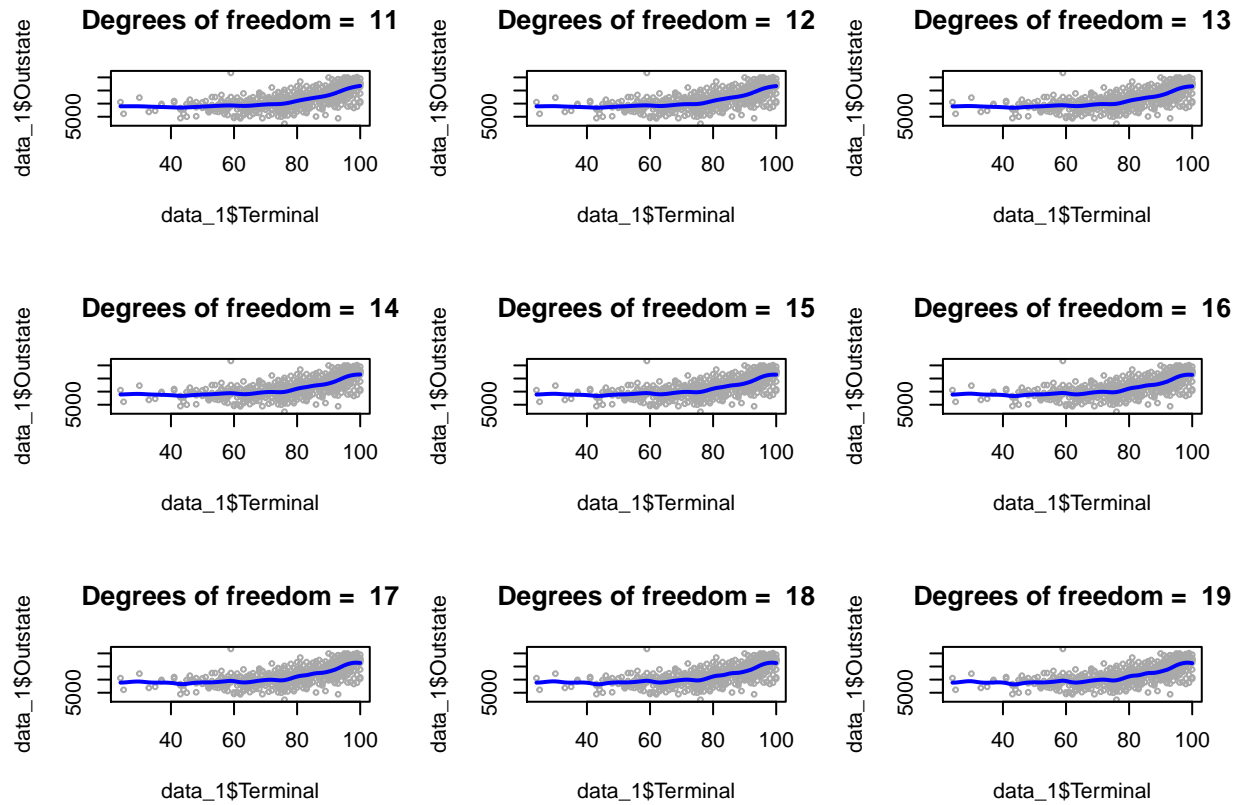 Degrees of freedom = 11
data_1$Outstate
5000
40 60 80 100
data_1$Terminal
Degrees of freedom = 12
data_1$Outstate
5000
40 60 80 100
data_1$Terminal
Degrees of freedom = 13
data_1$Outstate
5000
40 60 80 100
data_1$Terminal
Degrees of freedom = 14
data_1$Outstate
5000
40 60 80 100
data_1$Terminal
Degrees of freedom = 15
data_1$Outstate
5000
40 60 80 100
data_1$Terminal
Degrees of freedom = 16
data_1$Outstate
5000
40 60 80 100
data_1$Terminal
Degrees of freedom = 17
data_1$Outstate
5000
40 60 80 100
data_1$Terminal
Degrees of freedom = 18
data_1$Outstate
5000
40 60 80 100
data_1$Terminal
Degrees of freedom = 19
data_1$Outstate
5000
40 60 80 100
data_1$Terminal